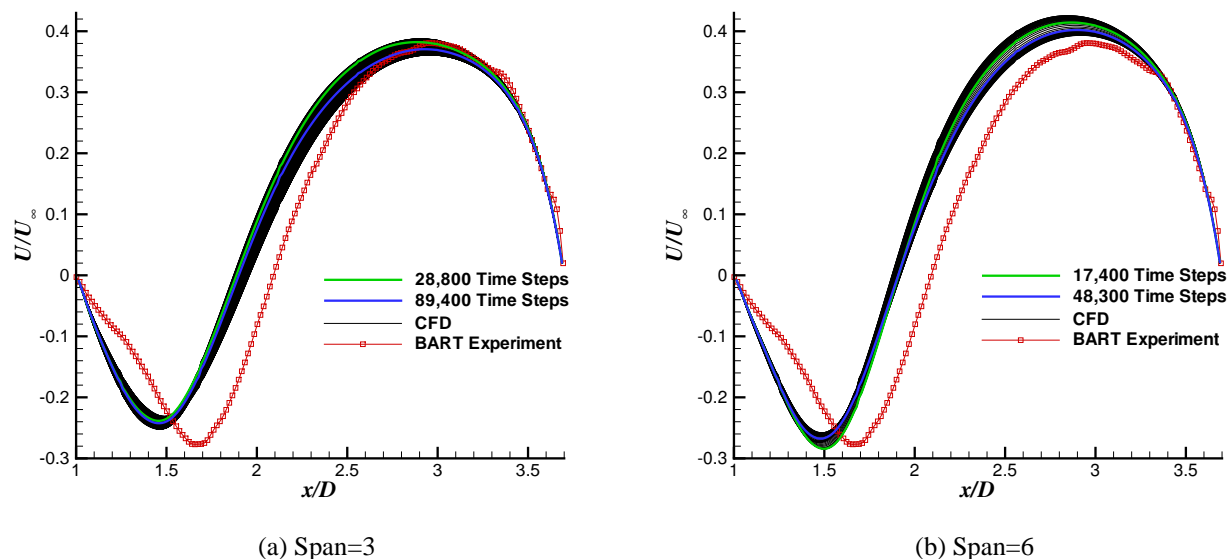 0.4
0.3
0.2
0.1
0
-0.1
-0.2
-0.3
U/U∞
1
1.5
2
2.5
3
3.5
x/D
28,800 Time Steps
89,400 Time Steps
CFD
BART Experiment
(a) Span=3
0.4
0.3
0.2
0.1
0
-0.1
-0.2
-0.3
U/U∞
1
1.5
2
2.5
3
3.5
x/D
17,400 Time Steps
48,300 Time Steps
CFD
BART Experiment
(b) Span=6